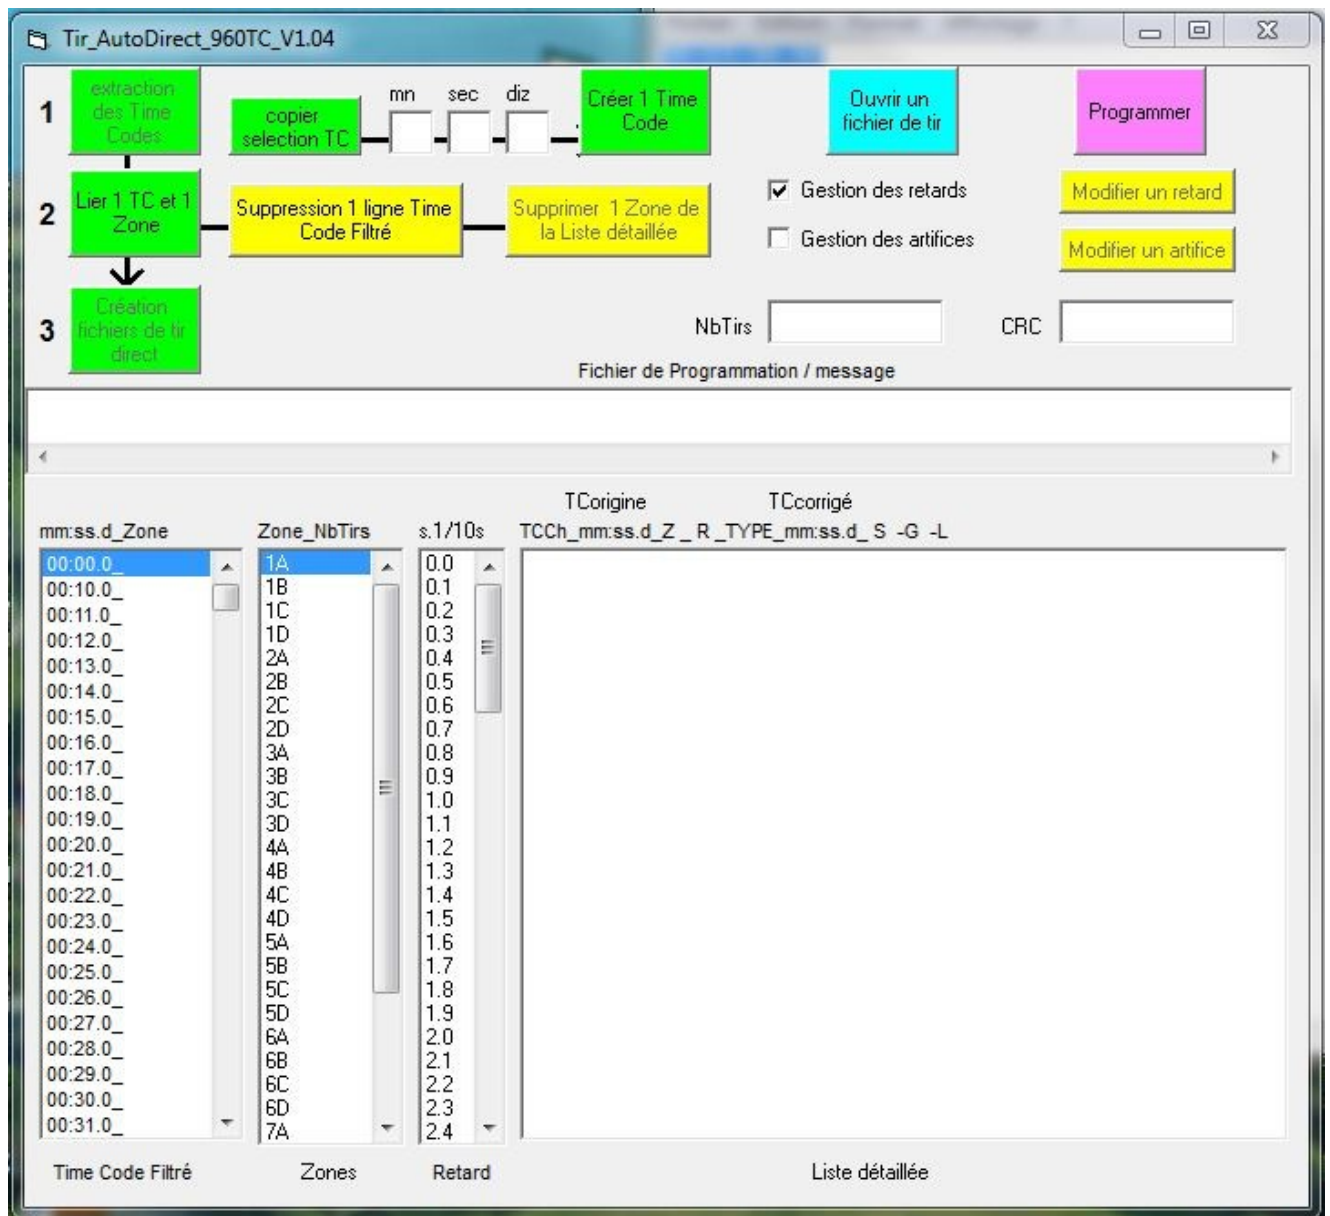 Tir_AutoDirect_960TC_V1.04
1
extraction
des Time
Codes
copier
selection TC
mn sec diz
Créer 1 Time
Code
Ouvrir un
fichier de tir
Programmer
2
Lier 1 TC et 1
Zone
Suppression 1 ligne Time
Code Filtré
Supprimer 1 Zone de
la Liste détaillée
Gestion des retards
Gestion des artifices
Modifier un retard
Modifier un artifice
3
Création
fichiers de tir
direct
NbTirs
CRC
Fichier de Programmation / message
TCorigine TCcorrigé
mm:ss.d_Zone
Zone_NbTirs
s.1/10s
TCCh_mm:ss.d_Z _ R _TYPE_mm:ss.d_ S -G -L
00:00.0_
00:10.0_
00:11.0_
00:12.0_
00:13.0_
00:14.0_
00:15.0_
00:16.0_
00:17.0_
00:18.0_
00:19.0_
00:20.0_
00:21.0_
00:22.0_
00:23.0_
00:24.0_
00:25.0_
00:26.0_
00:27.0_
00:28.0_
00:29.0_
00:30.0_
00:31.0_
1A
1B
1C
1D
2A
2B
2C
2D
3A
3B
3C
3D
4A
4B
4C
4D
5A
5B
5C
5D
6A
6B
6C
6D
7A
0.0
0.1
0.2
0.3
0.4
0.5
0.6
0.7
0.8
0.9
1.0
1.1
1.2
1.3
1.4
1.5
1.6
1.7
1.8
1.9
2.0
2.1
2.2
2.3
2.4
Time Code Filtré
Zones
Retard
Liste détaillée